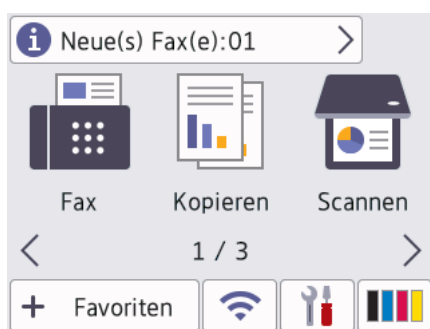 Neue(s) Fax(e):01
Fax Kopieren Scannen
1 / 3
+ Favoriten